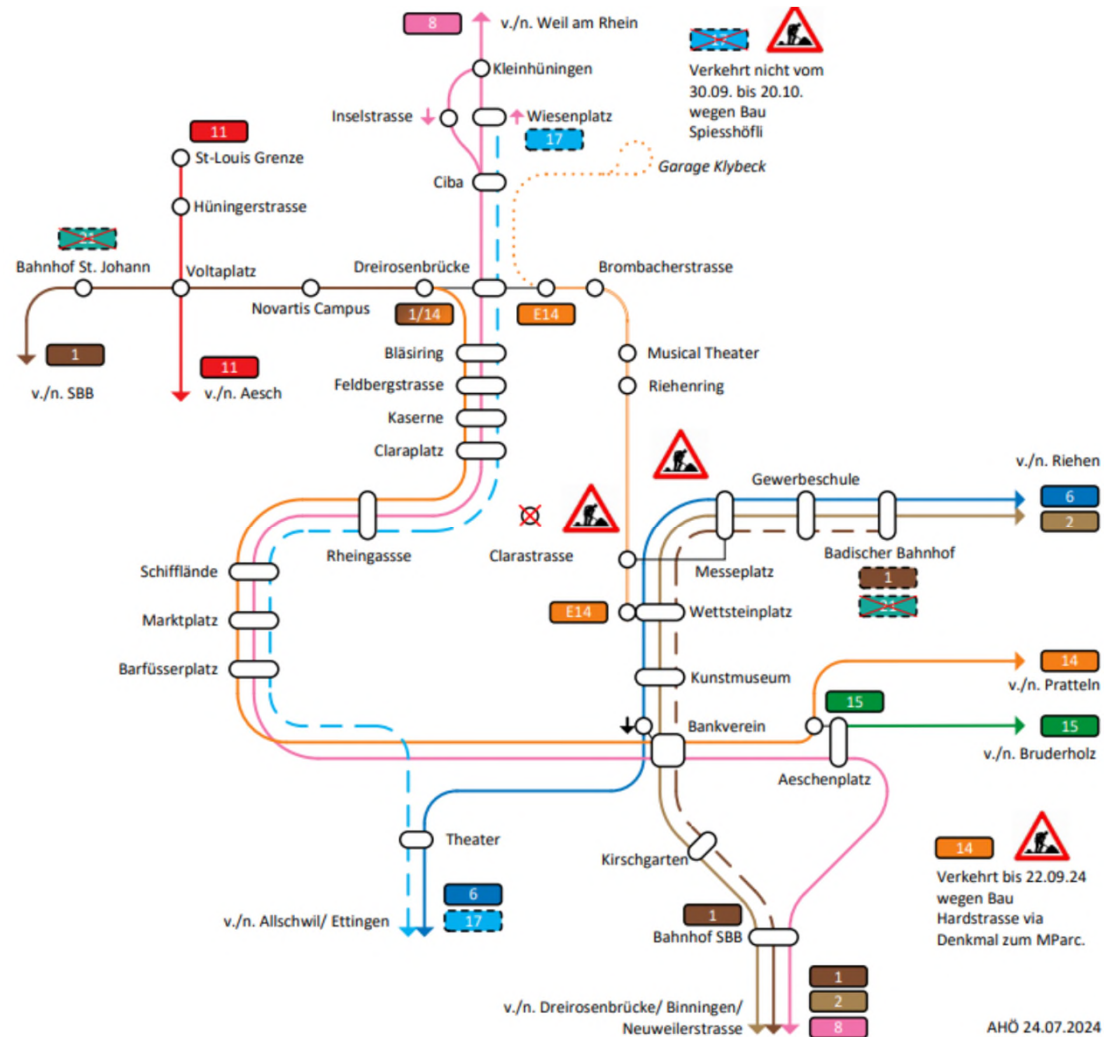 8
v./n. Weil am Rhein
17
Verkehrt nicht vom
30.09. bis 20.10.
wegen Bau
Spiesshöfli
Kleinhüningen
Inselstrasse
Wiesenplatz
17
11
St-Louis Grenze
Garage Klybeck
Ciba
Hüningerstrasse
21
Bahnhof St. Johann
Voltaplatz
Dreirosenbrücke
Brombacherstrasse
Novartis Campus
1/14
E14
1
v./n. SBB
11
v./n. Aesch
Bläsiring
Musical Theater
Feldbergstrasse
Riehenring
Kaserne
Claraplatz
v./n. Riehen
Gewerbeschule
6
2
Rheingassse
Clarastrasse
Messeplatz
Badischer Bahnhof
1
21
Schifflände
Marktplatz
E14
Wettsteinplatz
Barfüsserplatz
Kunstmuseum
14
v./n. Pratteln
15
Bankverein
15
v./n. Bruderholz
Aeschenplatz
Theater
Kirschgarten
14
Verkehrt bis 22.09.24
wegen Bau
Hardstrasse via
Denkmal zum MParc.
6
v./n. Allschwil/ Ettingen
17
1
Bahnhof SBB
1
v./n. Dreirosenbrücke/ Binningen/
2
Neuweilerstrasse
8
AHÖ 24.07.2024